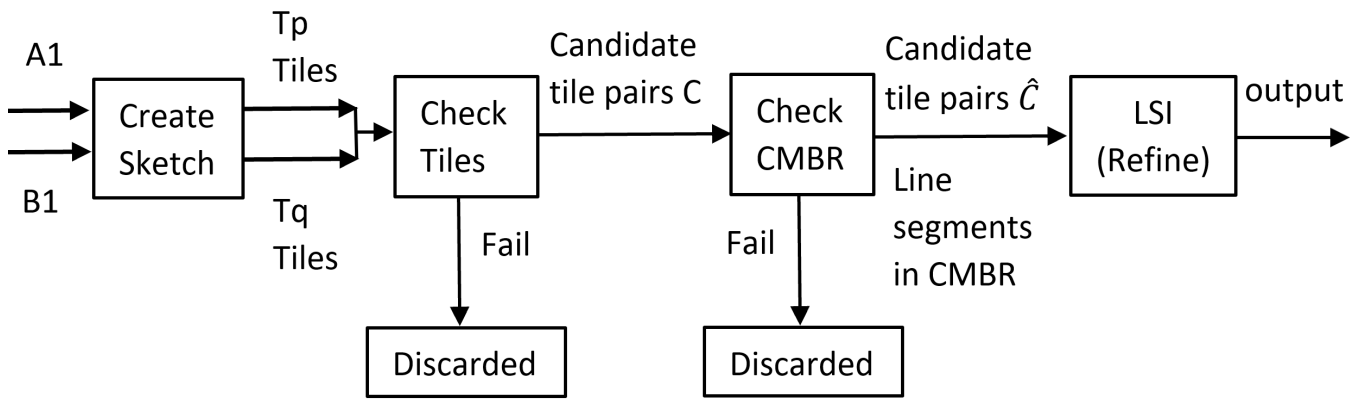 A1
B1
Create
Sketch
Tp
Tiles
Tq
Tiles
Check
Tiles
Fail
Discarded
Candidate
tile pairs C
Check
CMBR
Fail
Discarded
Candidate
tile pairs Ĉ
Line
segments
in CMBR
LSI
(Refine)
output